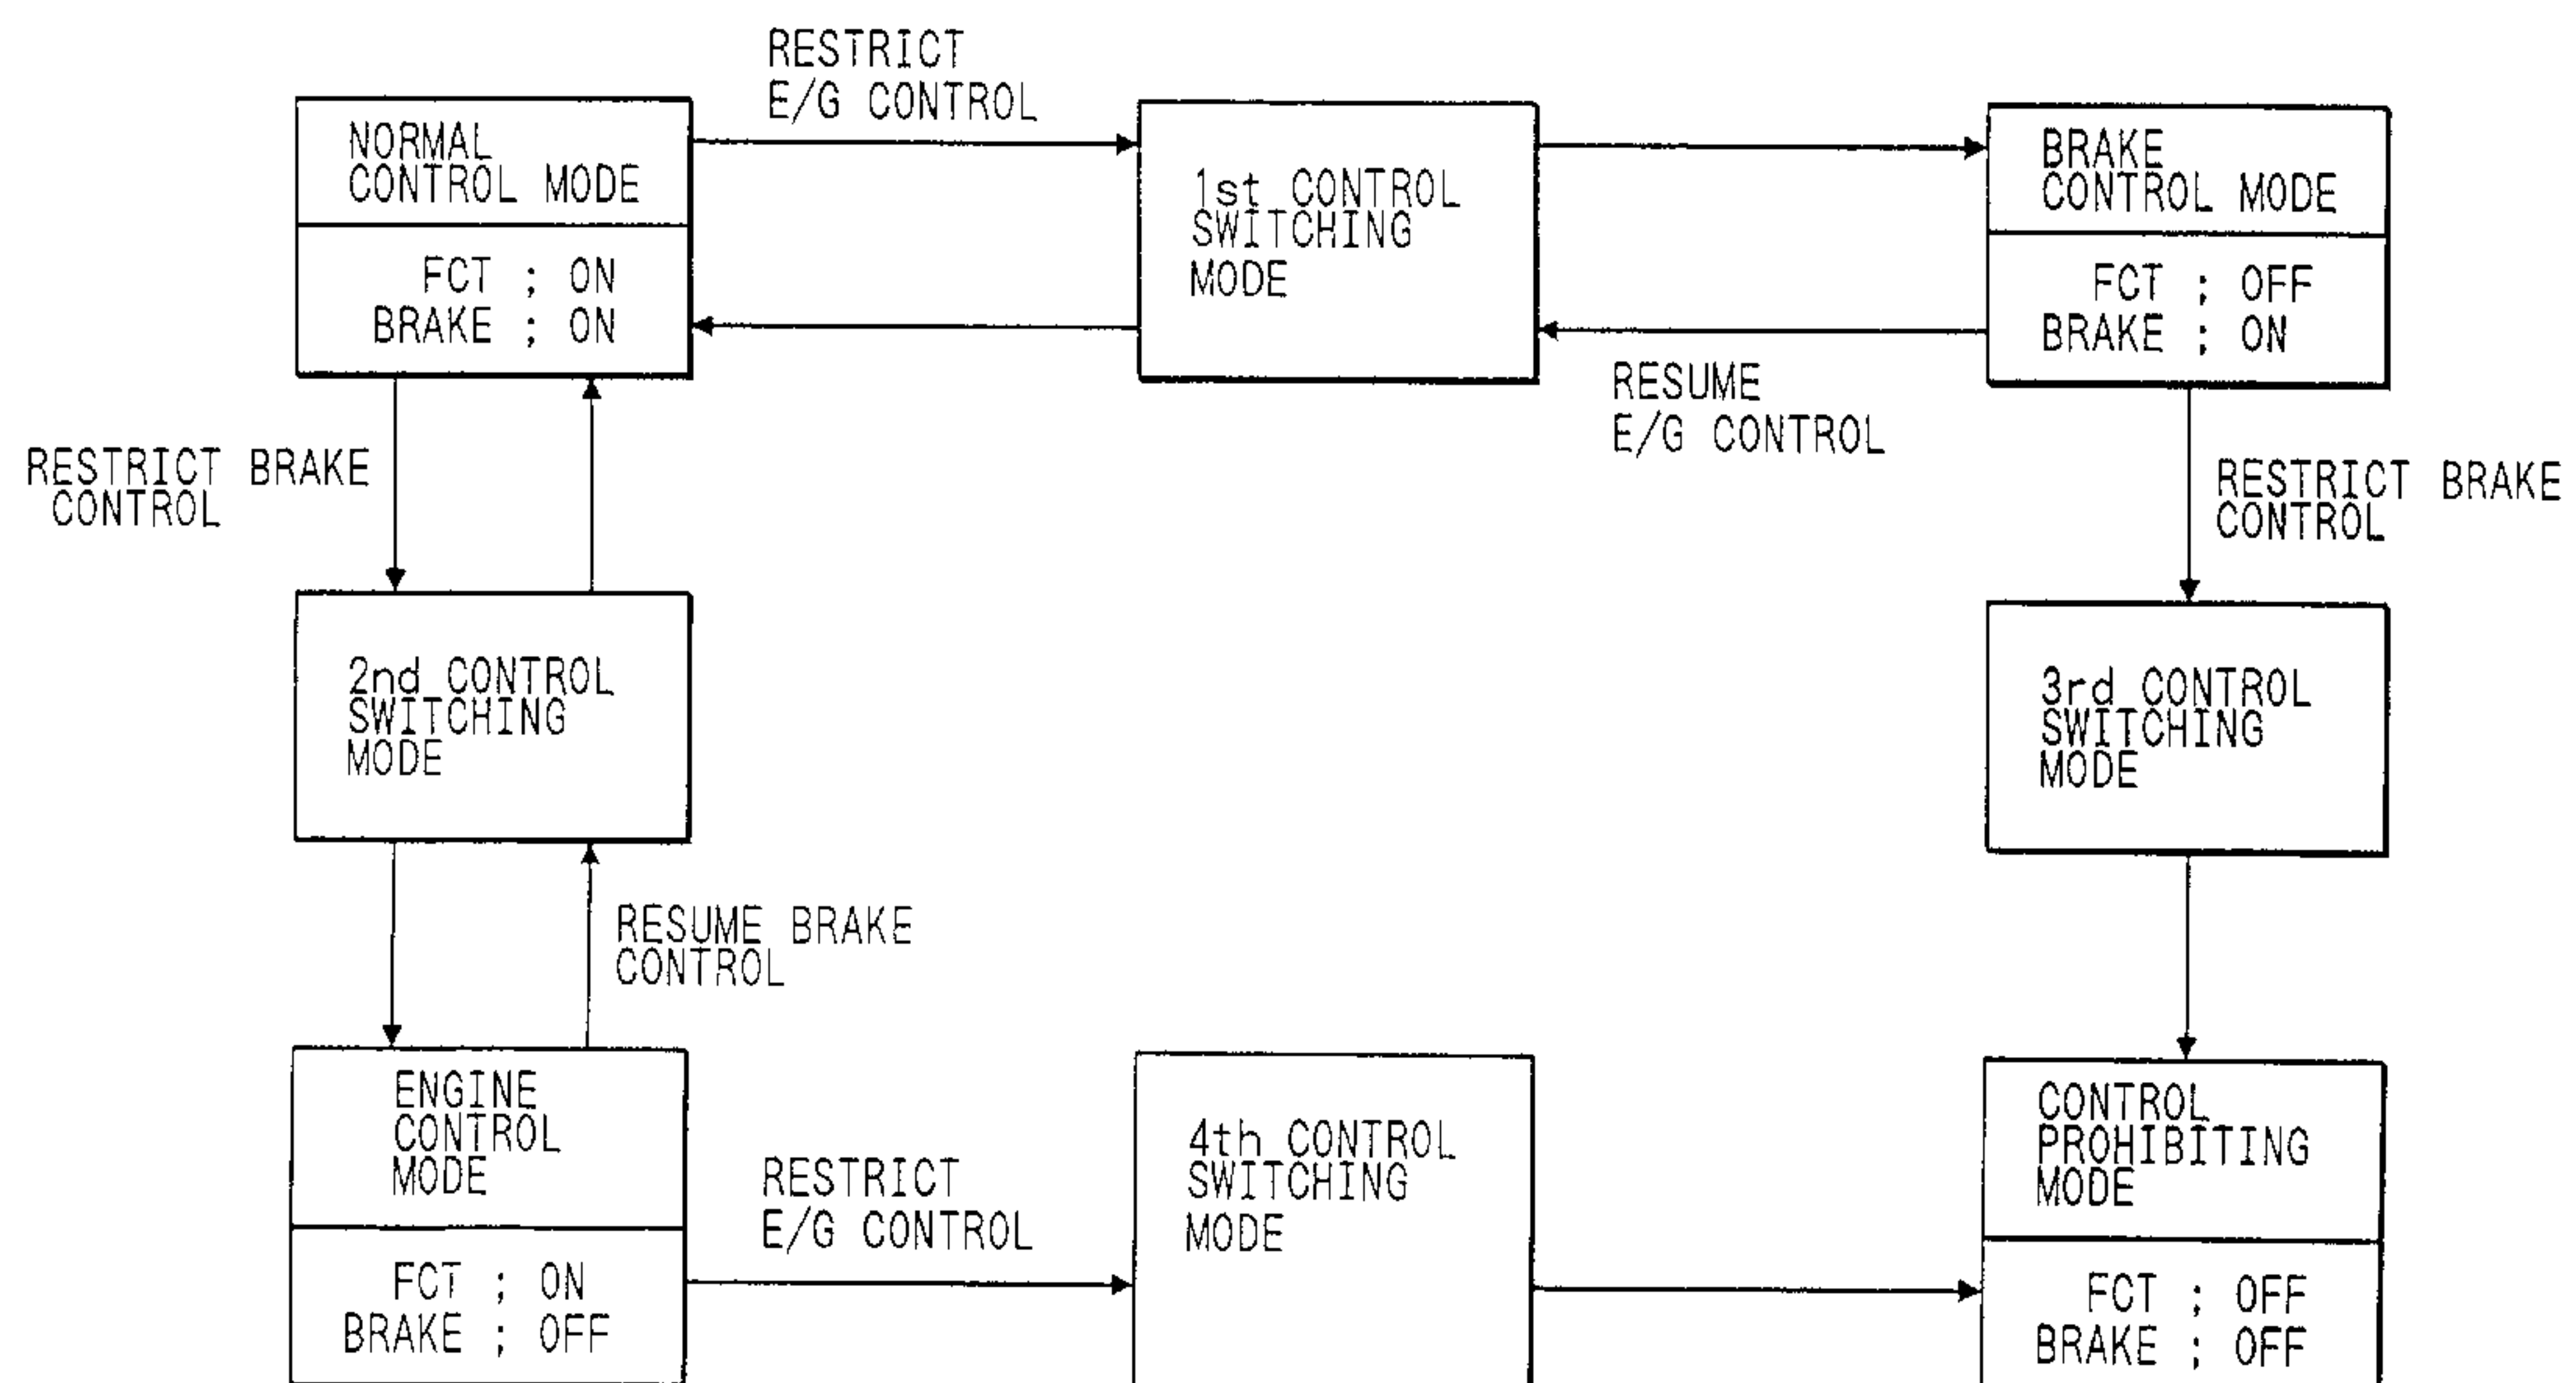 RESTRICT
E/G CONTROL
NORMAL
CONTROL MODE
FCT ; ON
BRAKE ; ON
1st CONTROL
SWITCHING
MODE
BRAKE
CONTROL MODE
FCT ; OFF
BRAKE ; ON
RESUME
E/G CONTROL
RESTRICT BRAKE
CONTROL
RESTRICT BRAKE
CONTROL
2nd CONTROL
SWITCHING
MODE
3rd CONTROL
SWITCHING
MODE
RESUME BRAKE
CONTROL
ENGINE
CONTROL
MODE
FCT ; ON
BRAKE ; OFF
RESTRICT
E/G CONTROL
4th CONTROL
SWITCHING
MODE
CONTROL
PROHIBITING
MODE
FCT ; OFF
BRAKE ; OFF